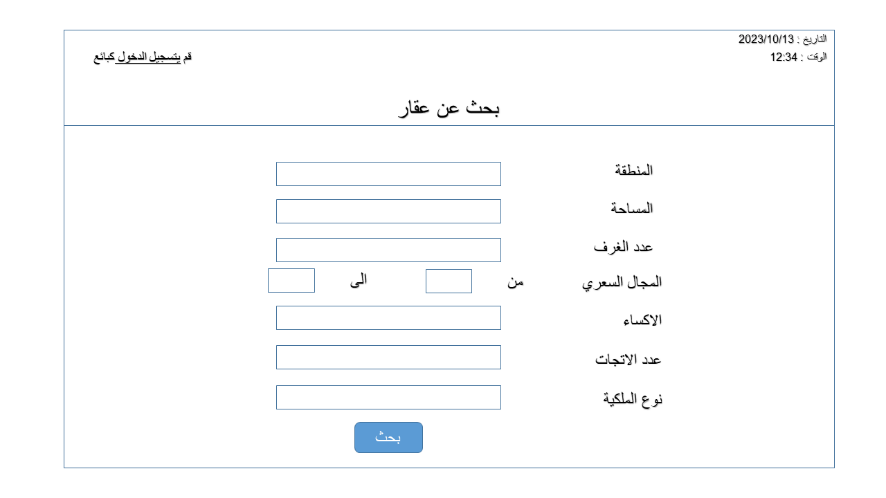 التاريخ : 2023/10/13
الوقت : 12:34
قم بتسجيل الدخول كبائع
بحث عن عقار
المنطقة
المساحة
عدد الغرف
المجال السعري من الى
الاكساء
عدد الاتجات
نوع الملكية
بحث